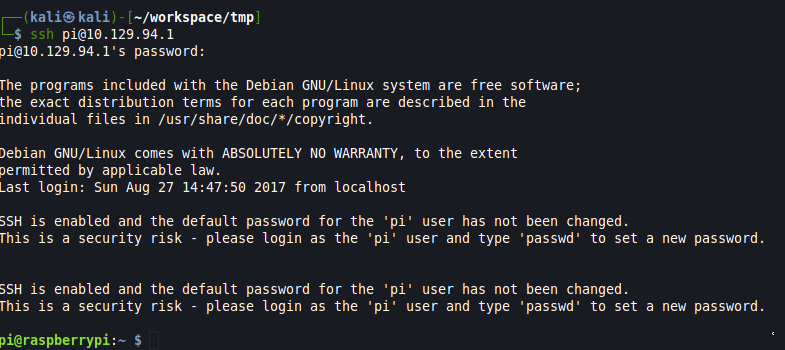 ┌──(kali㉿kali)-[~/workspace/tmp]
└─$ ssh pi@10.129.94.1
pi@10.129.94.1's password:
The programs included with the Debian GNU/Linux system are free software;
the exact distribution terms for each program are described in the
individual files in /usr/share/doc/*/copyright.
Debian GNU/Linux comes with ABSOLUTELY NO WARRANTY, to the extent
permitted by applicable law.
Last login: Sun Aug 27 14:47:50 2017 from localhost
SSH is enabled and the default password for the 'pi' user has not been changed.
This is a security risk - please login as the 'pi' user and type 'passwd' to set a new password.
SSH is enabled and the default password for the 'pi' user has not been changed.
This is a security risk - please login as the 'pi' user and type 'passwd' to set a new password.
pi@raspberrypi:~ $